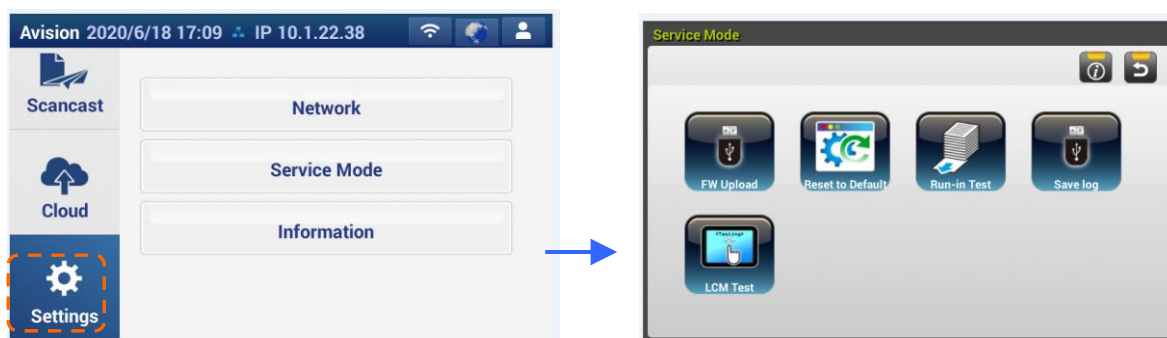 Avision 2020/6/18 17:09 IP 10.1.22.38
Scancast
Cloud
Settings
Network
Service Mode
Information
Service Mode
FW Upload
Reset to Default
Run-in Test
Save log
<Testing>
LCM Test